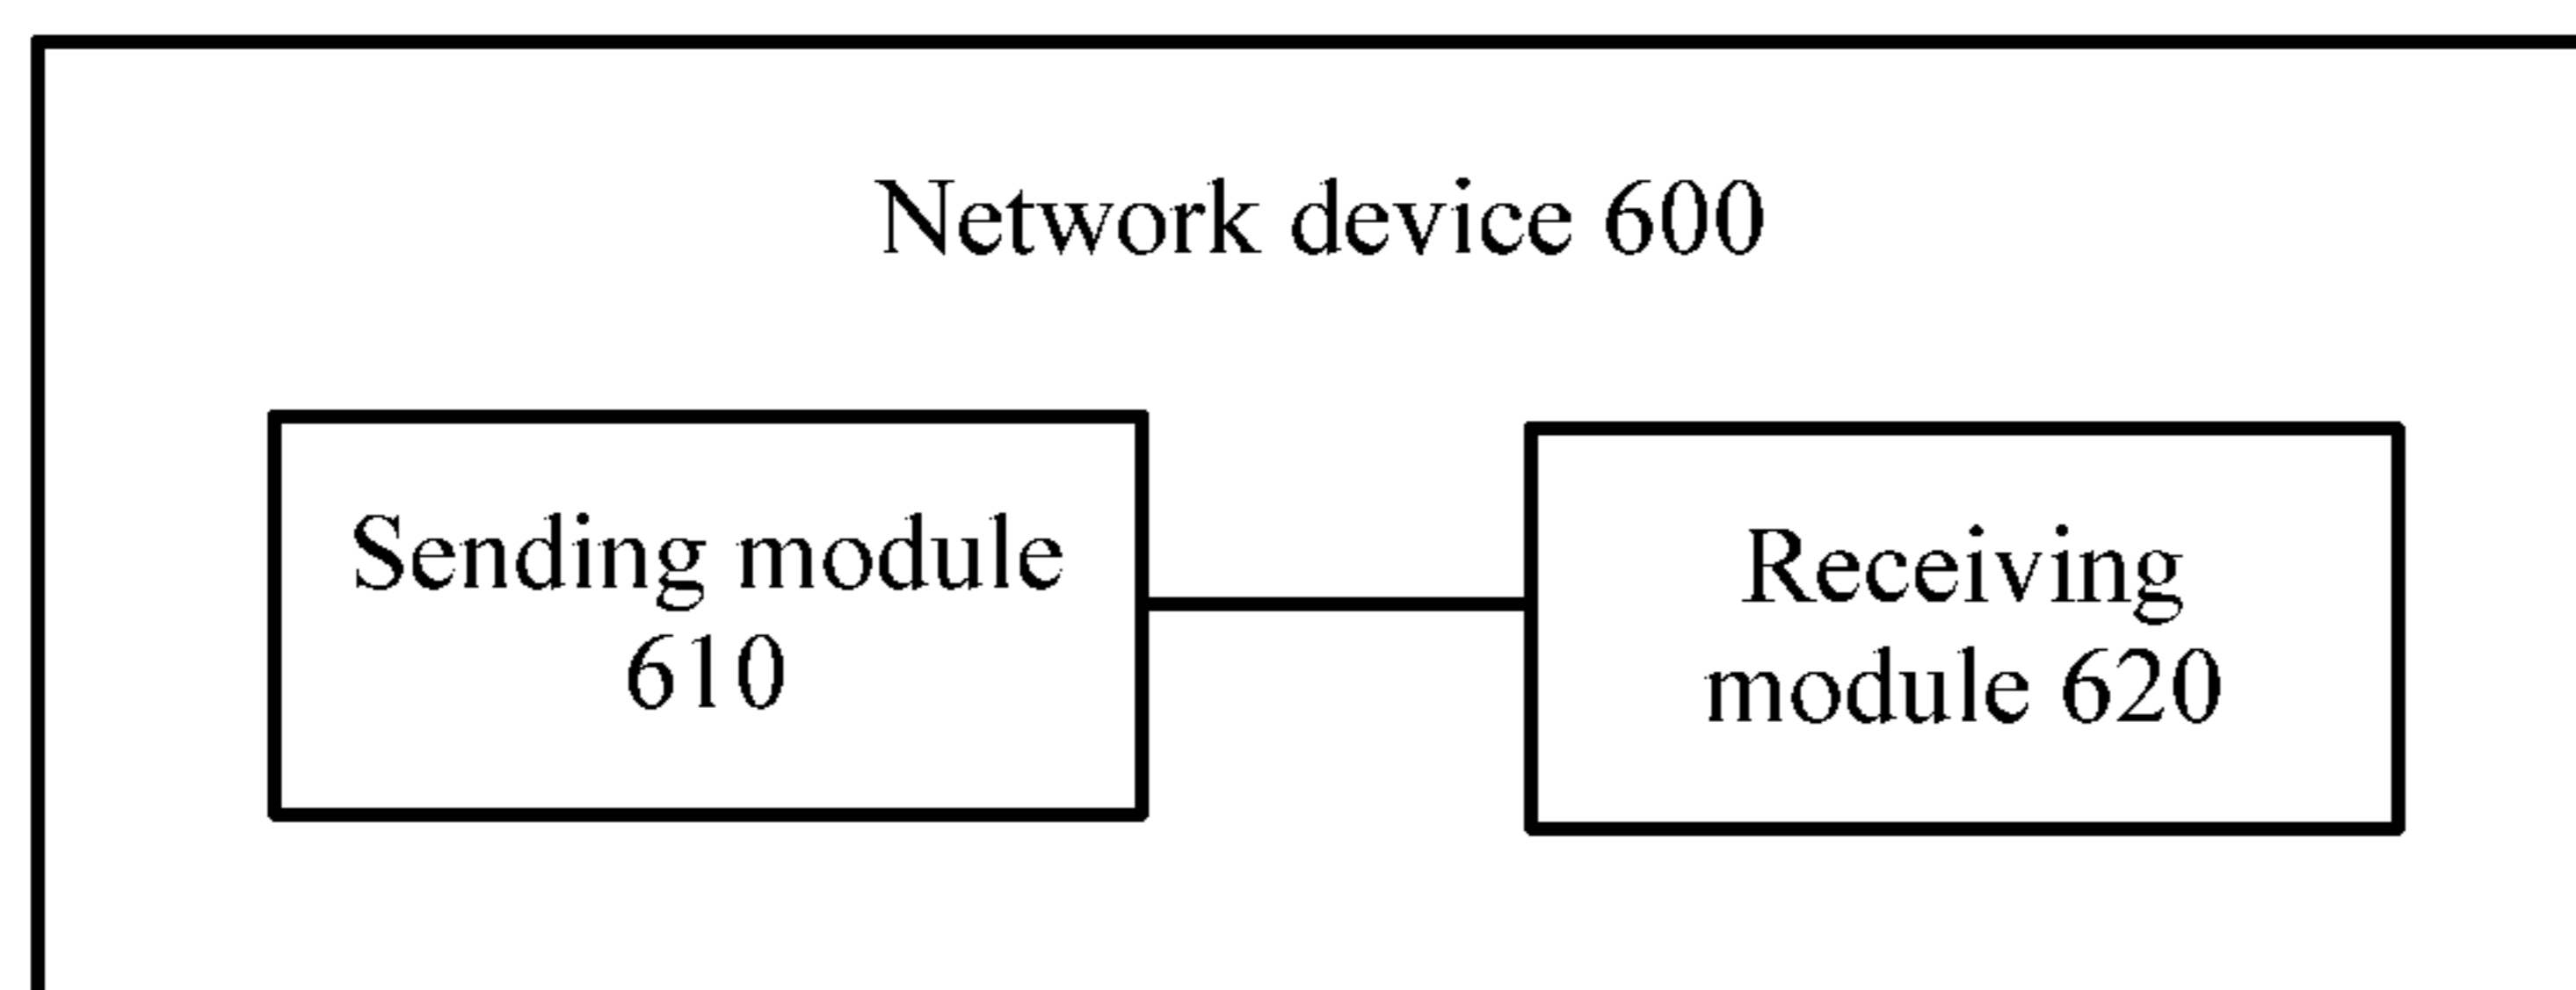 Network device 600
Sending module
610
Receiving
module 620